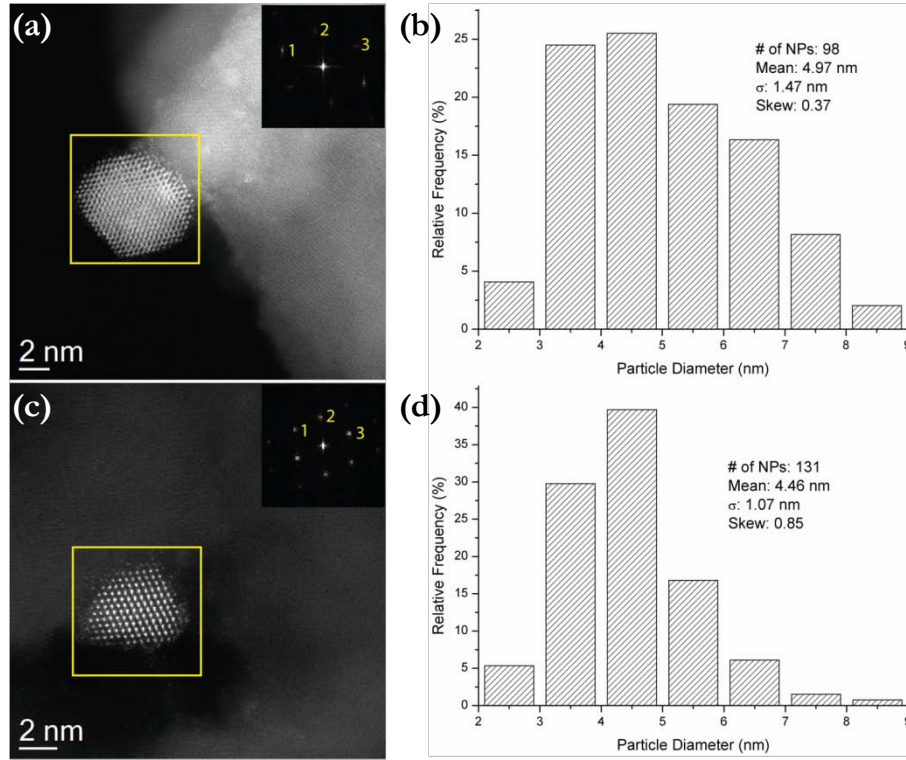 (a)
1
2
3
2 nm
(b)
Relative Frequency (%)
25
20
15
10
5
0
# of NPs: 98
Mean: 4.97 nm
σ: 1.47 nm
Skew: 0.37
2 3 4 5 6 7 8 9
Particle Diameter (nm)
(c)
1
2
3
2 nm
(d)
Relative Frequency (%)
40
35
30
25
20
15
10
5
0
# of NPs: 131
Mean: 4.46 nm
σ: 1.07 nm
Skew: 0.85
2 3 4 5 6 7 8 9
Particle Diameter (nm)